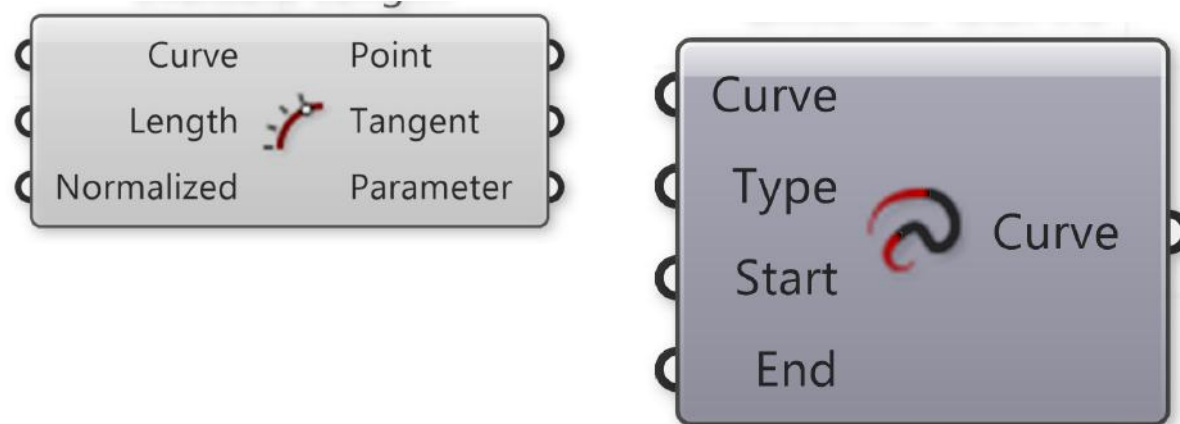 Curve Point
Length Tangent
Normalized Parameter
Curve
Type
Start
End
Curve